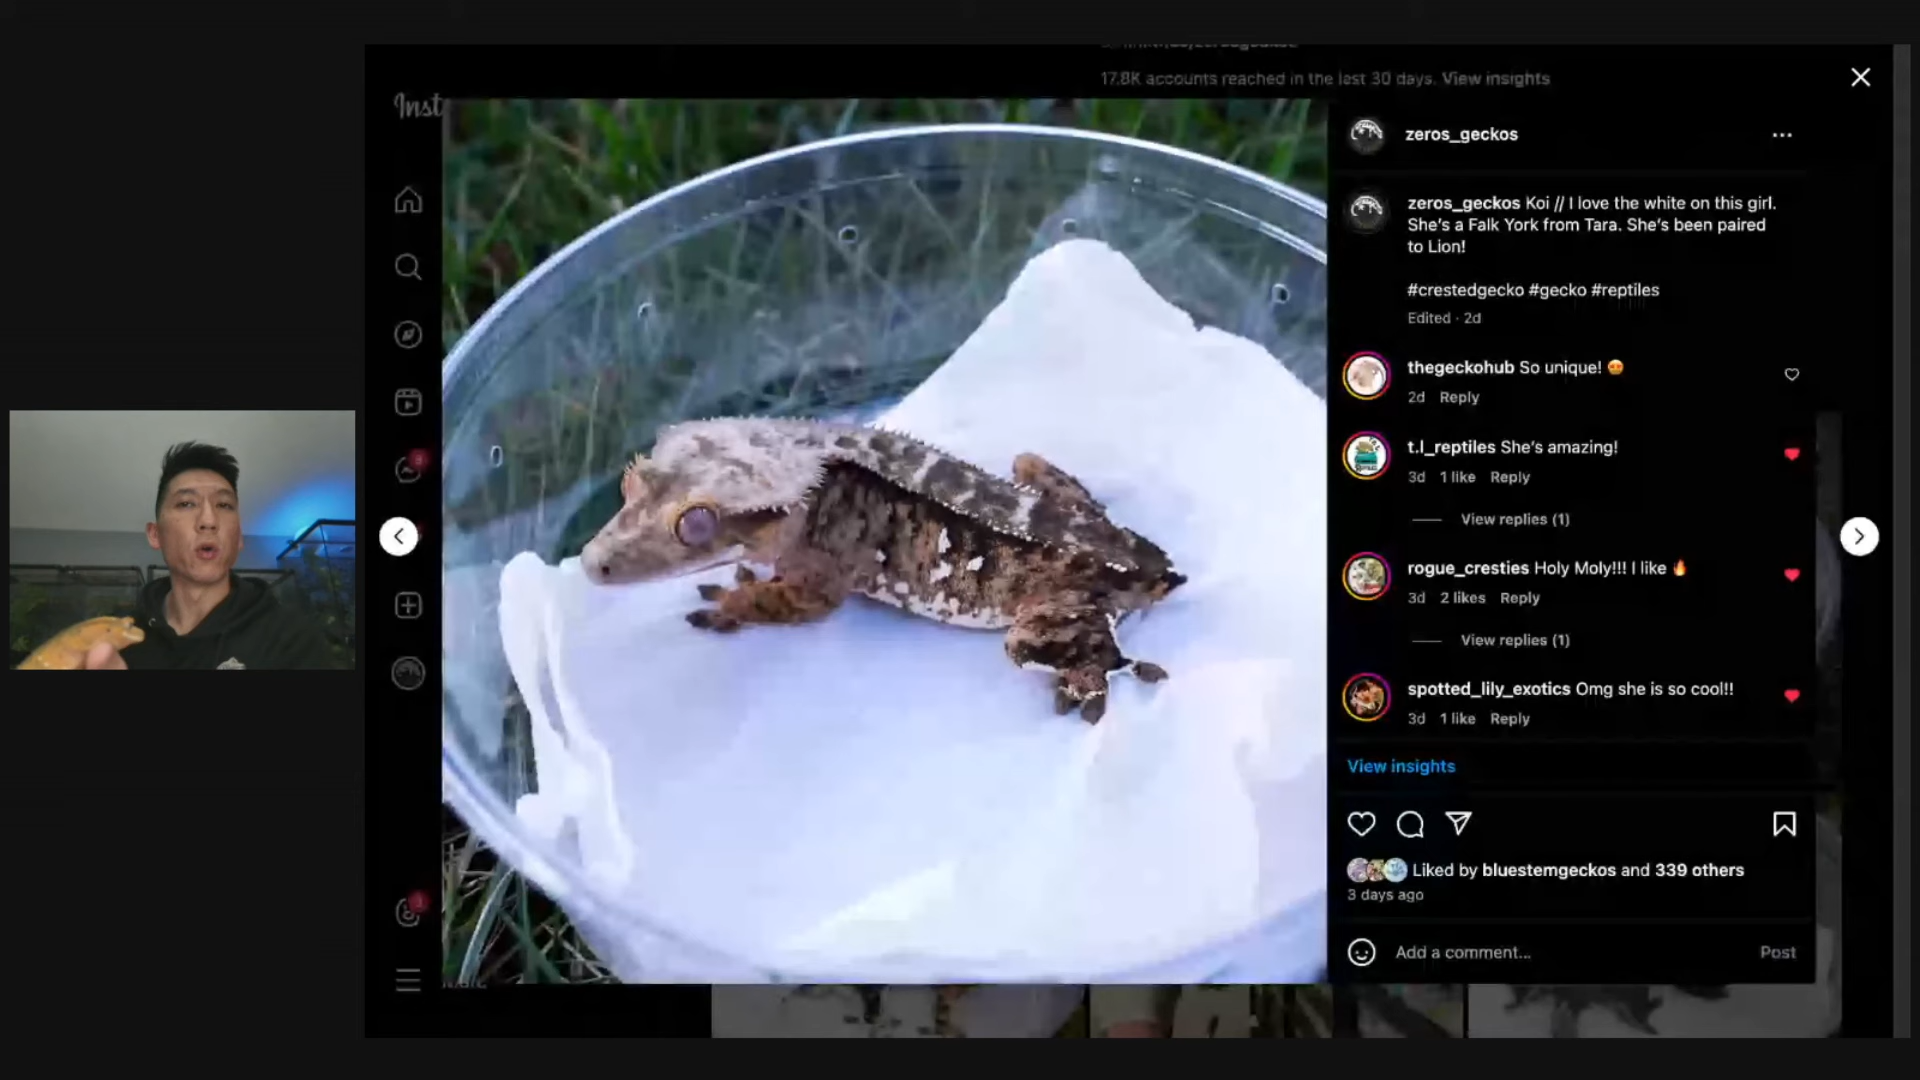 17.8K accounts reached in the last 30 days. View insights
Inst
zeros_geckos
zeros_geckos Koi // I love the white on this girl.
She's a Falk York from Tara. She's been paired
to Lion!
#crestedgecko #gecko #reptiles
Edited · 2d
thegeckohub So unique! 🤩
2d Reply
t.l_reptiles She's amazing!
3d 1 like Reply
View replies (1)
rogue_cresties Holy Moly!!! I like 🔥
3d 2 likes Reply
View replies (1)
spotted_lily_exotics Omg she is so cool!!
3d 1 like Reply
View insights
Liked by bluestemgeckos and 339 others
3 days ago
Add a comment... Post
3